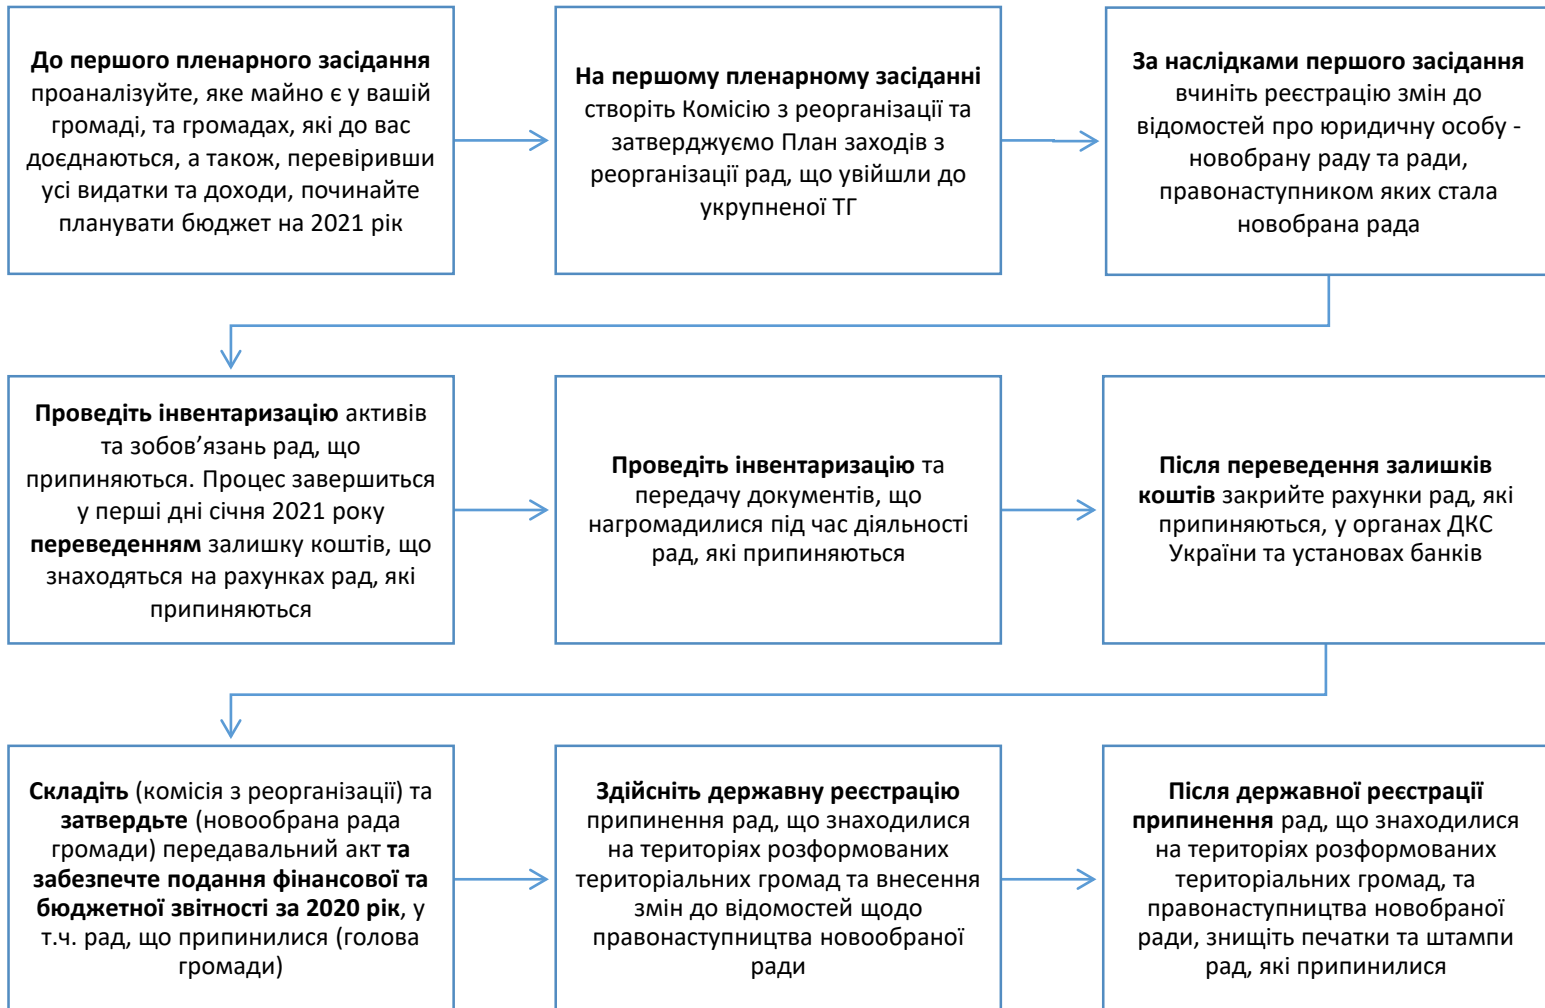 До першого пленарного засідання
проаналізуйте, яке майно є у вашій
громаді, та громадах, які до вас
доєднаються, а також, перевіривши
усі видатки та доходи, починайте
планувати бюджет на 2021 рік
На першому пленарному засіданні
створіть Комісію з реорганізації та
затверджуємо План заходів з
реорганізації рад, що увійшли до
укрупненої ТГ
За наслідками першого засідання
вчиніть реєстрацію змін до
відомостей про юридичну особу -
новобрану раду та ради,
правонаступником яких стала
новобрана рада
Проведіть інвентаризацію активів
та зобов’язань рад, що
припиняються. Процес завершиться
у перші дні січня 2021 року
переведенням залишку коштів, що
знаходяться на рахунках рад, які
припиняються
Проведіть інвентаризацію та
передачу документів, що
нагромадилися під час діяльності
рад, які припиняються
Після переведення залишків
коштів закрийте рахунки рад, які
припиняються, у органах ДКС
України та установах банків
Складіть (комісія з реорганізації) та
затвердьте (новообрана рада
громади) передавальний акт та
забезпечте подання фінансової та
бюджетної звітності за 2020 рік, у
т.ч. рад, що припинилися (голова
громади)
Здійсніть державну реєстрацію
припинення рад, що знаходилися
на територіях розформованих
територіальних громад та внесення
змін до відомостей щодо
правонаступництва новообраної
ради
Після державної реєстрації
припинення рад, що знаходилися
на територіях розформованих
територіальних громад, та
правонаступництва новобраної
ради, знищіть печатки та штампи
рад, які припинилися